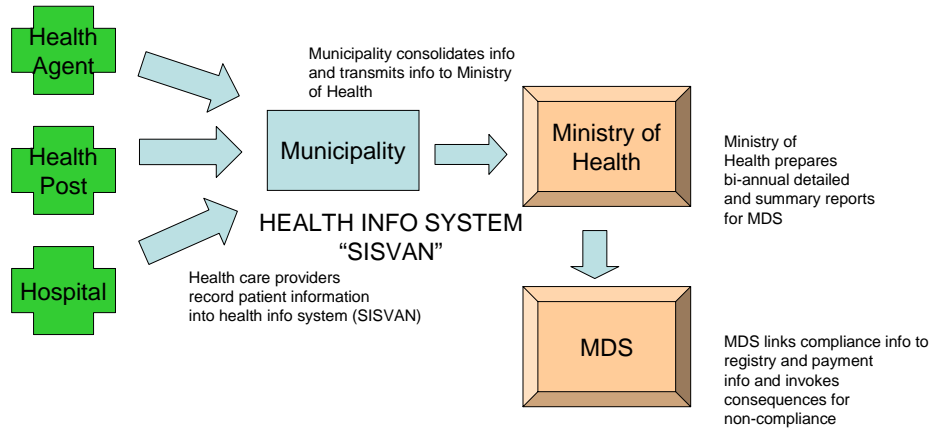 Health
Agent
Municipality consolidates info
and transmits info to Ministry
of Health
Health
Post
Municipality
Ministry of
Health
Ministry of
Health prepares
bi-annual detailed
and summary reports
for MDS
HEALTH INFO SYSTEM
“SISVAN”
Hospital
Health care providers
record patient information
into health info system (SISVAN)
MDS
MDS links compliance info to
registry and payment
info and invokes
consequences for
non-compliance